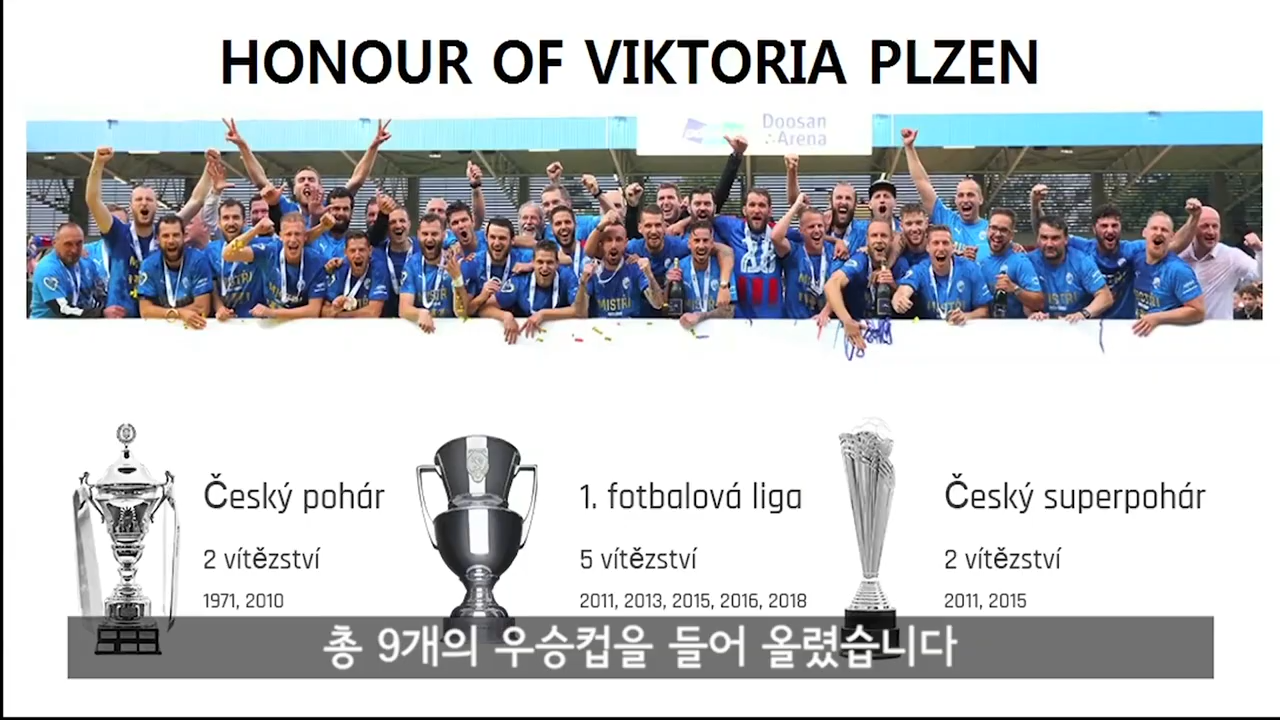 HONOUR OF VIKTORIA PLZEN
Doosan
Arena
MISTŘI
Český pohár
2 vítězství
1971, 2010
1. fotbalová liga
5 vítězství
2011, 2013, 2015, 2016, 2018
Český superpohár
2 vítězství
2011, 2015
총 9개의 우승컵을 들어 올렸습니다